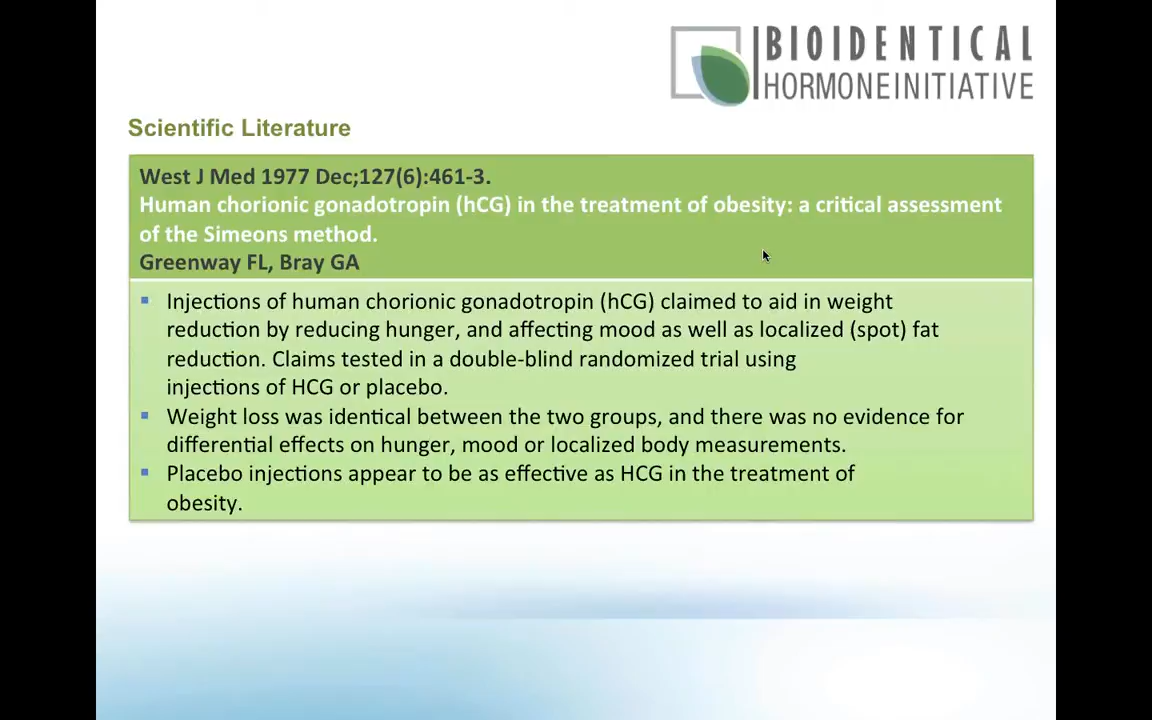 BIOIDENTICAL
HORMONEINITIATIVE
Scientific Literature
West J Med 1977 Dec;127(6):461-3.
Human chorionic gonadotropin (hCG) in the treatment of obesity: a critical assessment
of the Simeons method.
Greenway FL, Bray GA
▪ Injections of human chorionic gonadotropin (hCG) claimed to aid in weight
reduction by reducing hunger, and affecting mood as well as localized (spot) fat
reduction. Claims tested in a double-blind randomized trial using
injections of HCG or placebo.
▪ Weight loss was identical between the two groups, and there was no evidence for
differential effects on hunger, mood or localized body measurements.
▪ Placebo injections appear to be as effective as HCG in the treatment of
obesity.